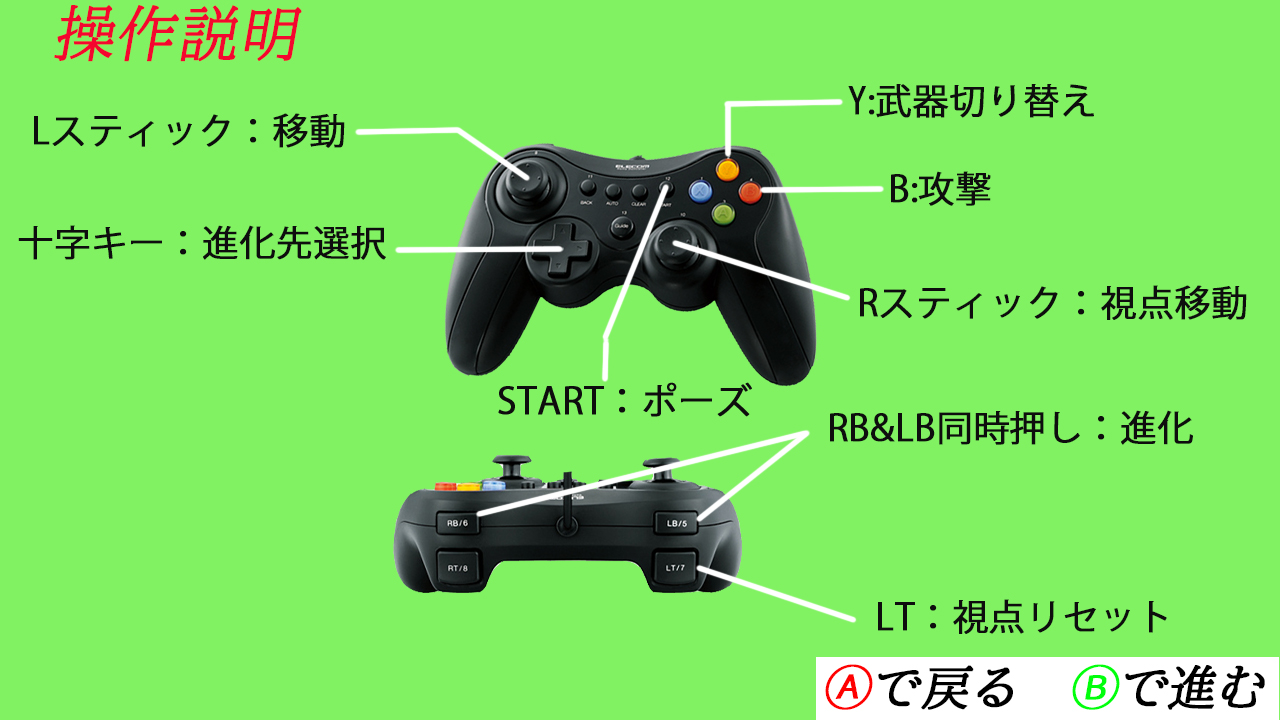 操作説明
Lスティック：移動
Y:武器切り替え
B:攻撃
十字キー：進化先選択
Rスティック：視点移動
START：ポーズ
ELECOM
11
12
BACK
AUTO
CLEAR
13
10
Guide
RB&LB同時押し：進化
RB/6
LB/5
RT/8
LT/7
LT：視点リセット
Aで戻る
Bで進む